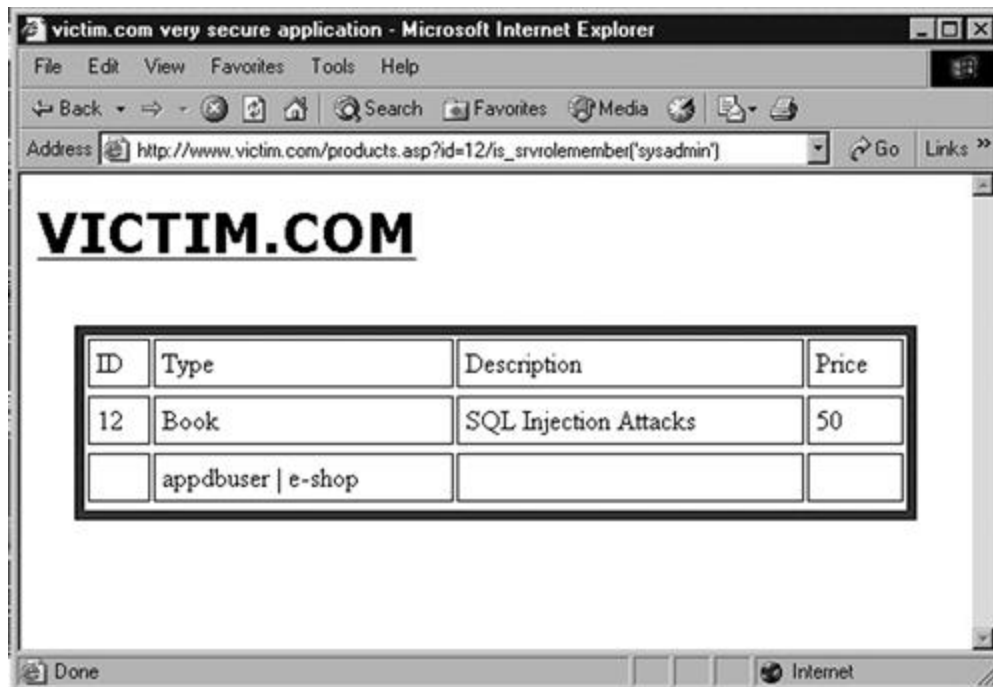 victim.com very secure application - Microsoft Internet Explorer
File Edit View Favorites Tools Help
Back Search Favorites Media
Address http://www.victim.com/products.asp?id=12/is_srvrolemember('sysadmin') Go Links »
VICTIM.COM
ID Type Description Price
12 Book SQL Injection Attacks 50
appdbuser | e-shop
Done Internet